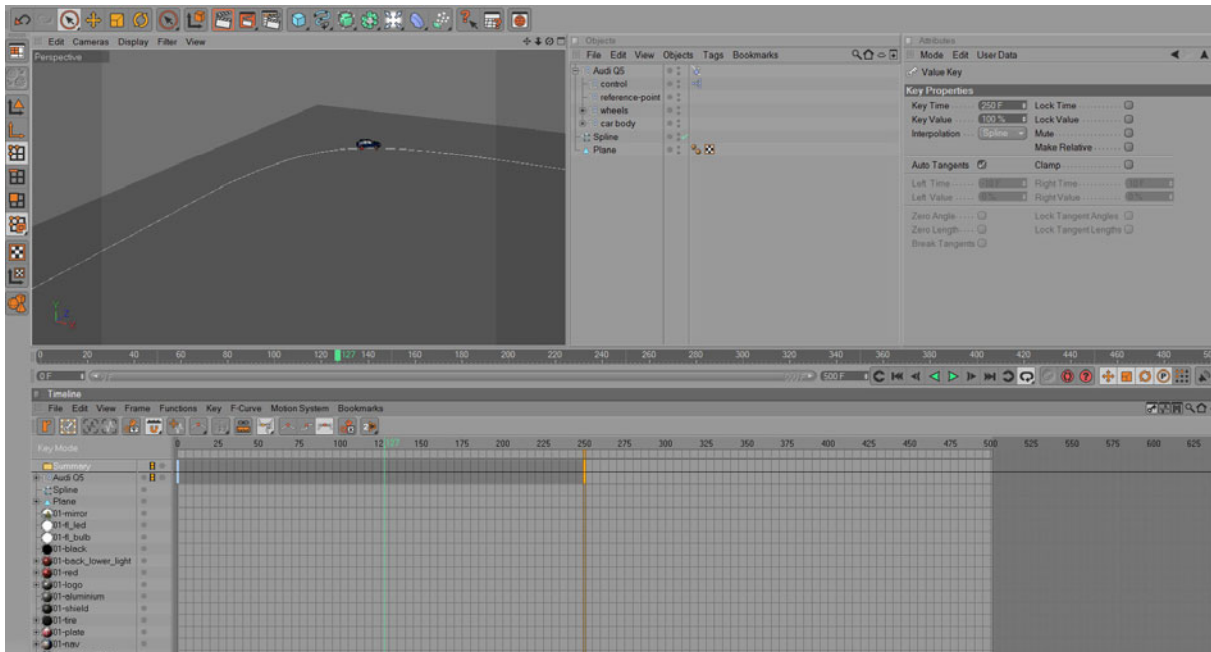 Edit Cameras Display Filter View
Perspective
Objects
File Edit View Objects Tags Bookmarks
Audi Q5
control
reference-point
wheels
car body
Spline
Plane
Attributes
Mode Edit User Data
Value Key
Key Properties
Key Time 250 F Lock Time
Key Value 100 % Lock Value
Interpolation Spline Mute
Make Relative
Auto Tangents Clamp
Left Time Right Time
Left Value Right Value
Zero Angle Lock Tangent Angles
Zero Length Lock Tangent Lengths
Break Tangents
Y Z
0 20 40 60 80 100 120 127 140 160 180 200 220 240 260 280 300 320 340 360 380 400 420 440 460 480
0 F 500 F
Timeline
File Edit View Frame Functions Key F-Curve Motion System Bookmarks
Key Mode
0 25 50 75 100 127 150 175 200 225 250 275 300 325 350 375 400 425 450 475 500 525 550 575 600 625
Summary
Audi Q5
Spline
Plane
01-mirror
01-fl_led
01-fl_bulb
01-black
01-back_lower_light
01-red
01-logo
01-aluminium
01-shield
01-tire
01-plate
01-nav